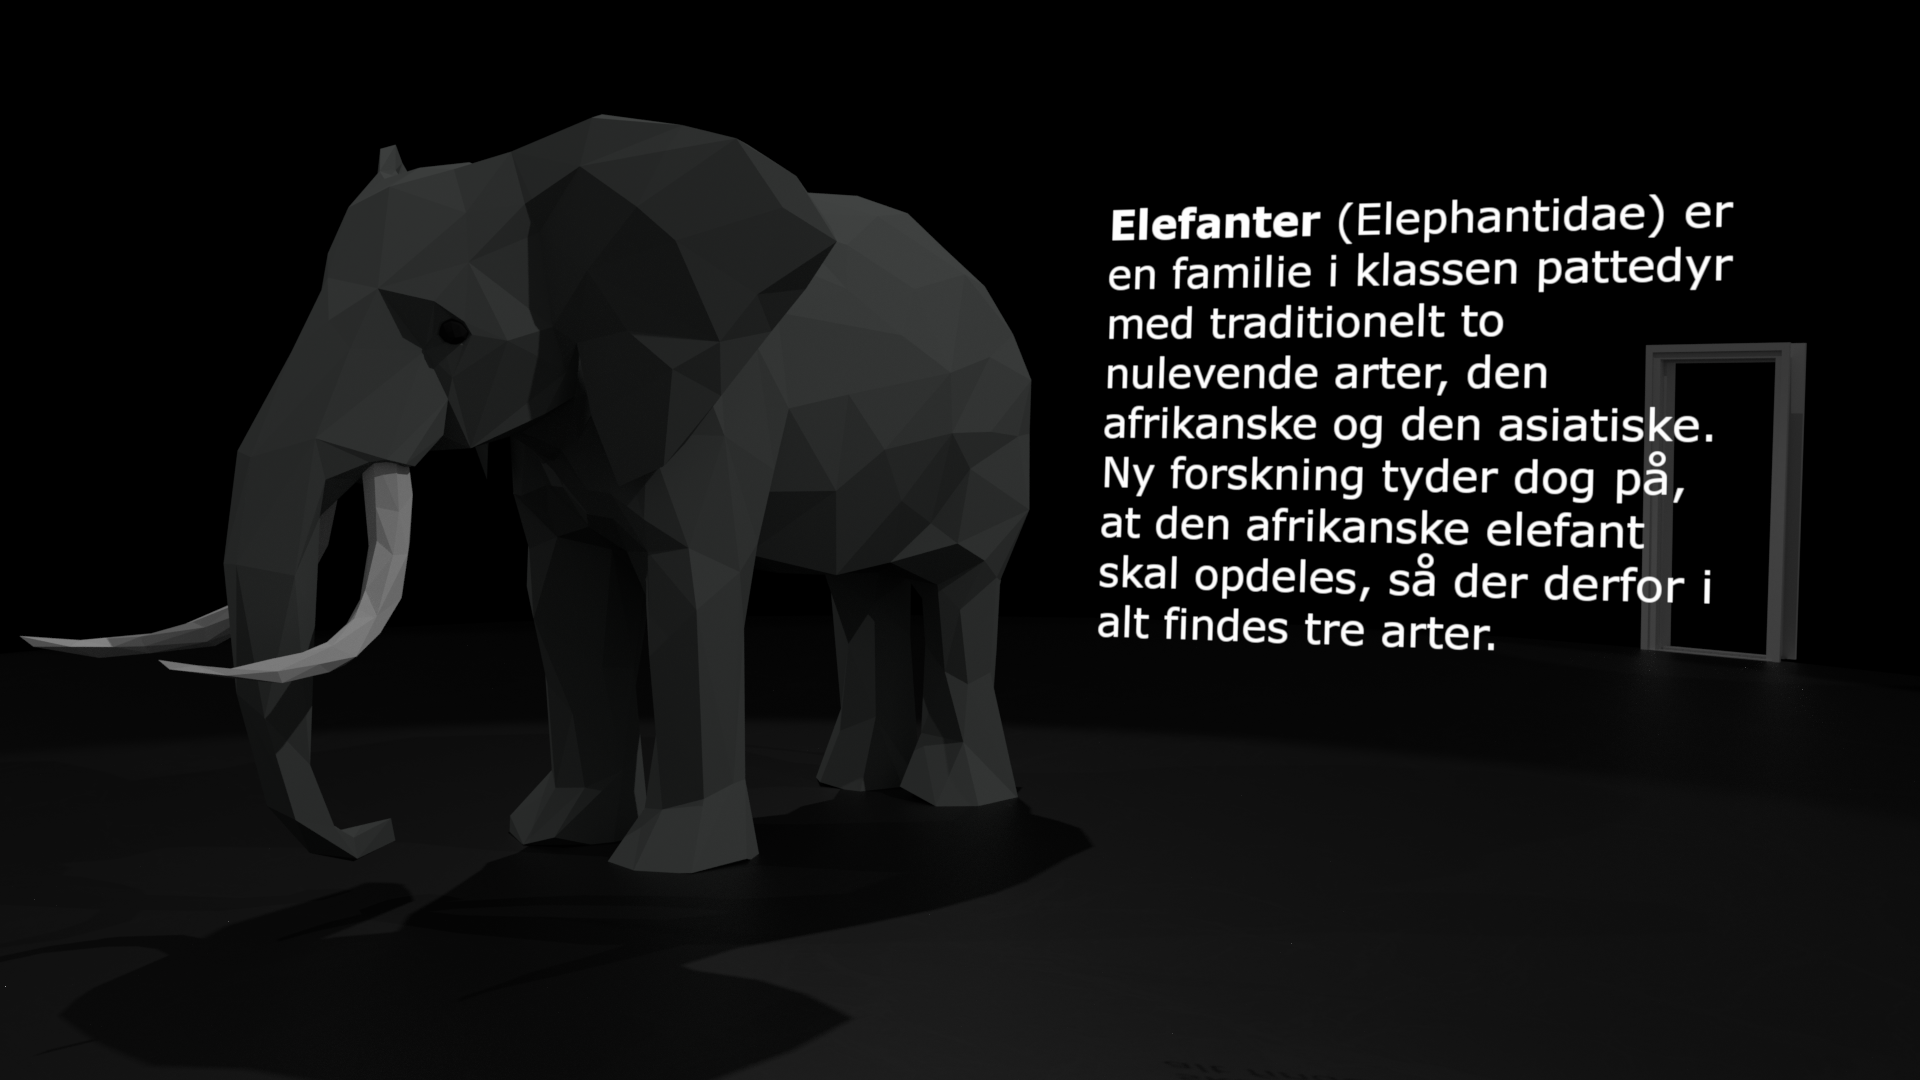 Elefanter (Elephantidae) er
en familie i klassen pattedyr
med traditionelt to
nulevende arter, den
afrikanske og den asiatiske.
Ny forskning tyder dog på,
at den afrikanske elefant
skal opdeles, så der derfor i
alt findes tre arter.